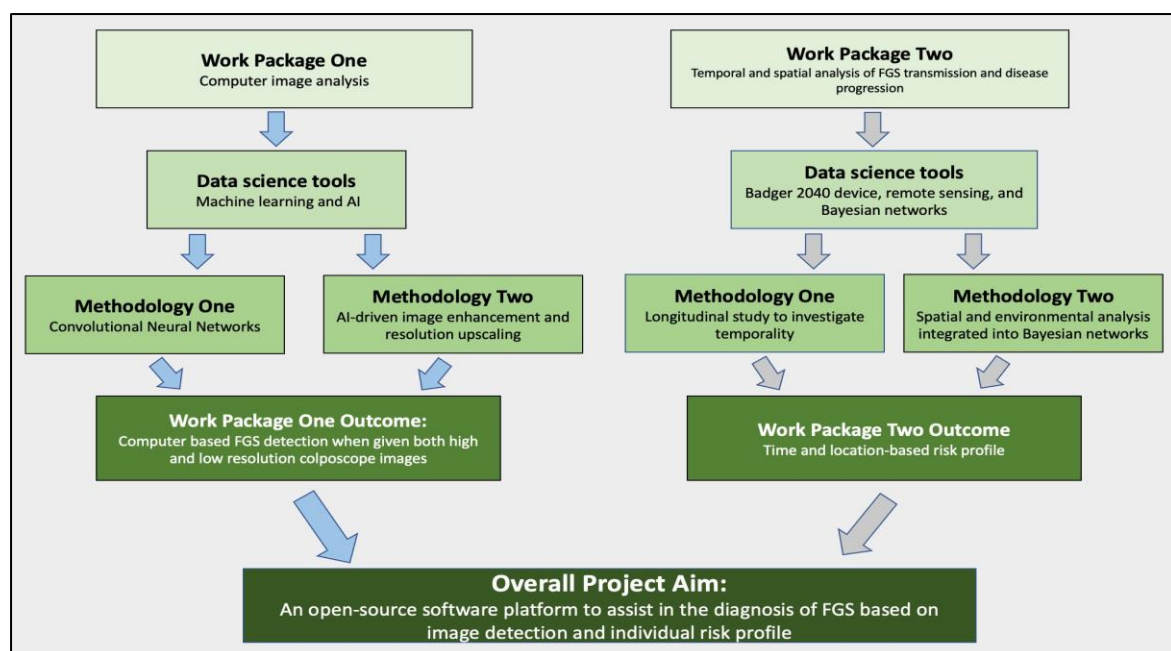 Work Package One
Computer image analysis
Data science tools
Machine learning and AI
Methodology One
Convolutional Neural Networks
Methodology Two
AI-driven image enhancement and
resolution upscaling
Work Package One Outcome:
Computer based FGS detection when given both high
and low resolution colposcope images
Work Package Two
Temporal and spatial analysis of FGS transmission and disease
progression
Data science tools
Badger 2040 device, remote sensing, and
Bayesian networks
Methodology One
Longitudinal study to investigate
temporality
Methodology Two
Spatial and environmental analysis
integrated into Bayesian networks
Work Package Two Outcome
Time and location-based risk profile
Overall Project Aim:
An open-source software platform to assist in the diagnosis of FGS based on
image detection and individual risk profile